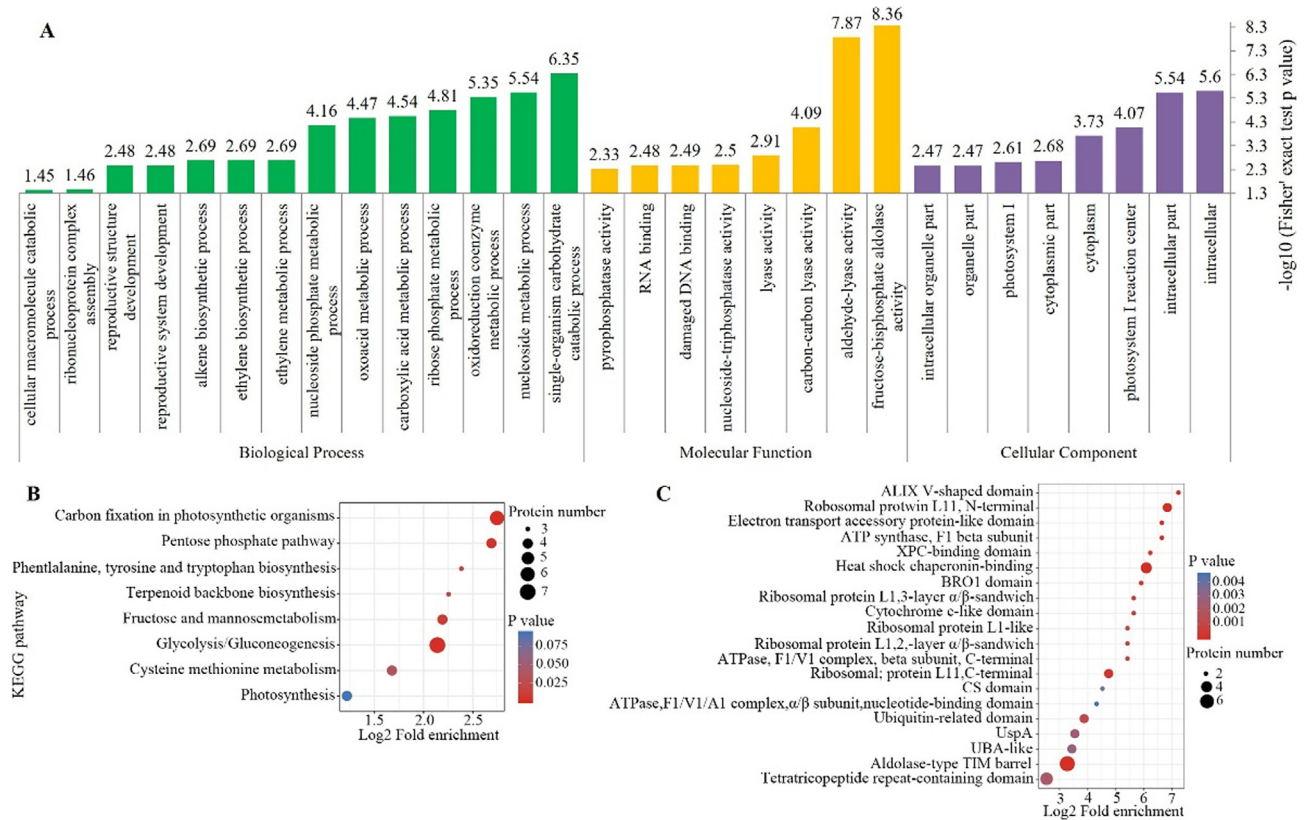 A
1.45
1.46
2.48
2.48
2.69
2.69
2.69
4.16
4.47
4.54
4.81
5.35
5.54
6.35
2.33
2.48
2.49
2.5
2.91
4.09
7.87
8.36
2.47
2.47
2.61
2.68
3.73
4.07
5.54
5.6
8.3
7.3
6.3
5.3
4.3
3.3
2.3
1.3
-log10 (Fisher' exact test p value)
cellular macromolecule catabolic
process
ribonucleoprotein complex
assembly
reproductive structure
development
reproductive system development
alkene biosynthetic process
ethylene biosynthetic process
ethylene metabolic process
nucleoside phosphate metabolic
process
oxoacid metabolic process
carboxylic acid metabolic process
ribose phosphate metabolic
process
oxidoreduction coenzyme
metabolic process
nucleoside metabolic process
single-organism carbohydrate
catabolic process
pyrophosphatase activity
RNA binding
damaged DNA binding
nucleoside-triphosphatase activity
lyase activity
carbon-carbon lyase activity
aldehyde-lyase activity
fructose-bisphosphate aldolase
activity
intracellular organelle part
organelle part
photosystem I
cytoplasmic part
cytoplasm
photosystem I reaction center
intracellular part
intracellular
Biological Process
Molecular Function
Cellular Component
B
KEGG pathway
Carbon fixation in photosynthetic organisms
Pentose phosphate pathway
Phentlalanine, tyrosine and tryptophan biosynthesis
Terpenoid backbone biosynthesis
Fructose and mannosemetabolism
Glycolysis/Gluconeogenesis
Cysteine methionine metabolism
Photosynthesis
1.5
2.0
2.5
Log2 Fold enrichment
Protein number
3
4
5
6
7
P value
0.075
0.050
0.025
C
ALIX V-shaped domain
Robosomal protwin L11, N-terminal
Electron transport accessory protein-like domain
ATP synthase, F1 beta subunit
XPC-binding domain
Heat shock chaperonin-binding
BRO1 domain
Ribosomal protein L1,3-layer α/β-sandwich
Cytochrome c-like domain
Ribosomal protein L1-like
Ribosomal protein L1,2,-layer α/β-sandwich
ATPase, F1/V1 complex, beta subunit, C-terminal
Ribosomal; protein L11,C-terminal
CS domain
ATPase,F1/V1/A1 complex,α/β subunit,nucleotide-binding domain
Ubiquitin-related domain
UspA
UBA-like
Aldolase-type TIM barrel
Tetratricopeptide repeat-containing domain
3
4
5
6
7
Log2 Fold enrichment
P value
0.004
0.003
0.002
0.001
Protein number
2
4
6